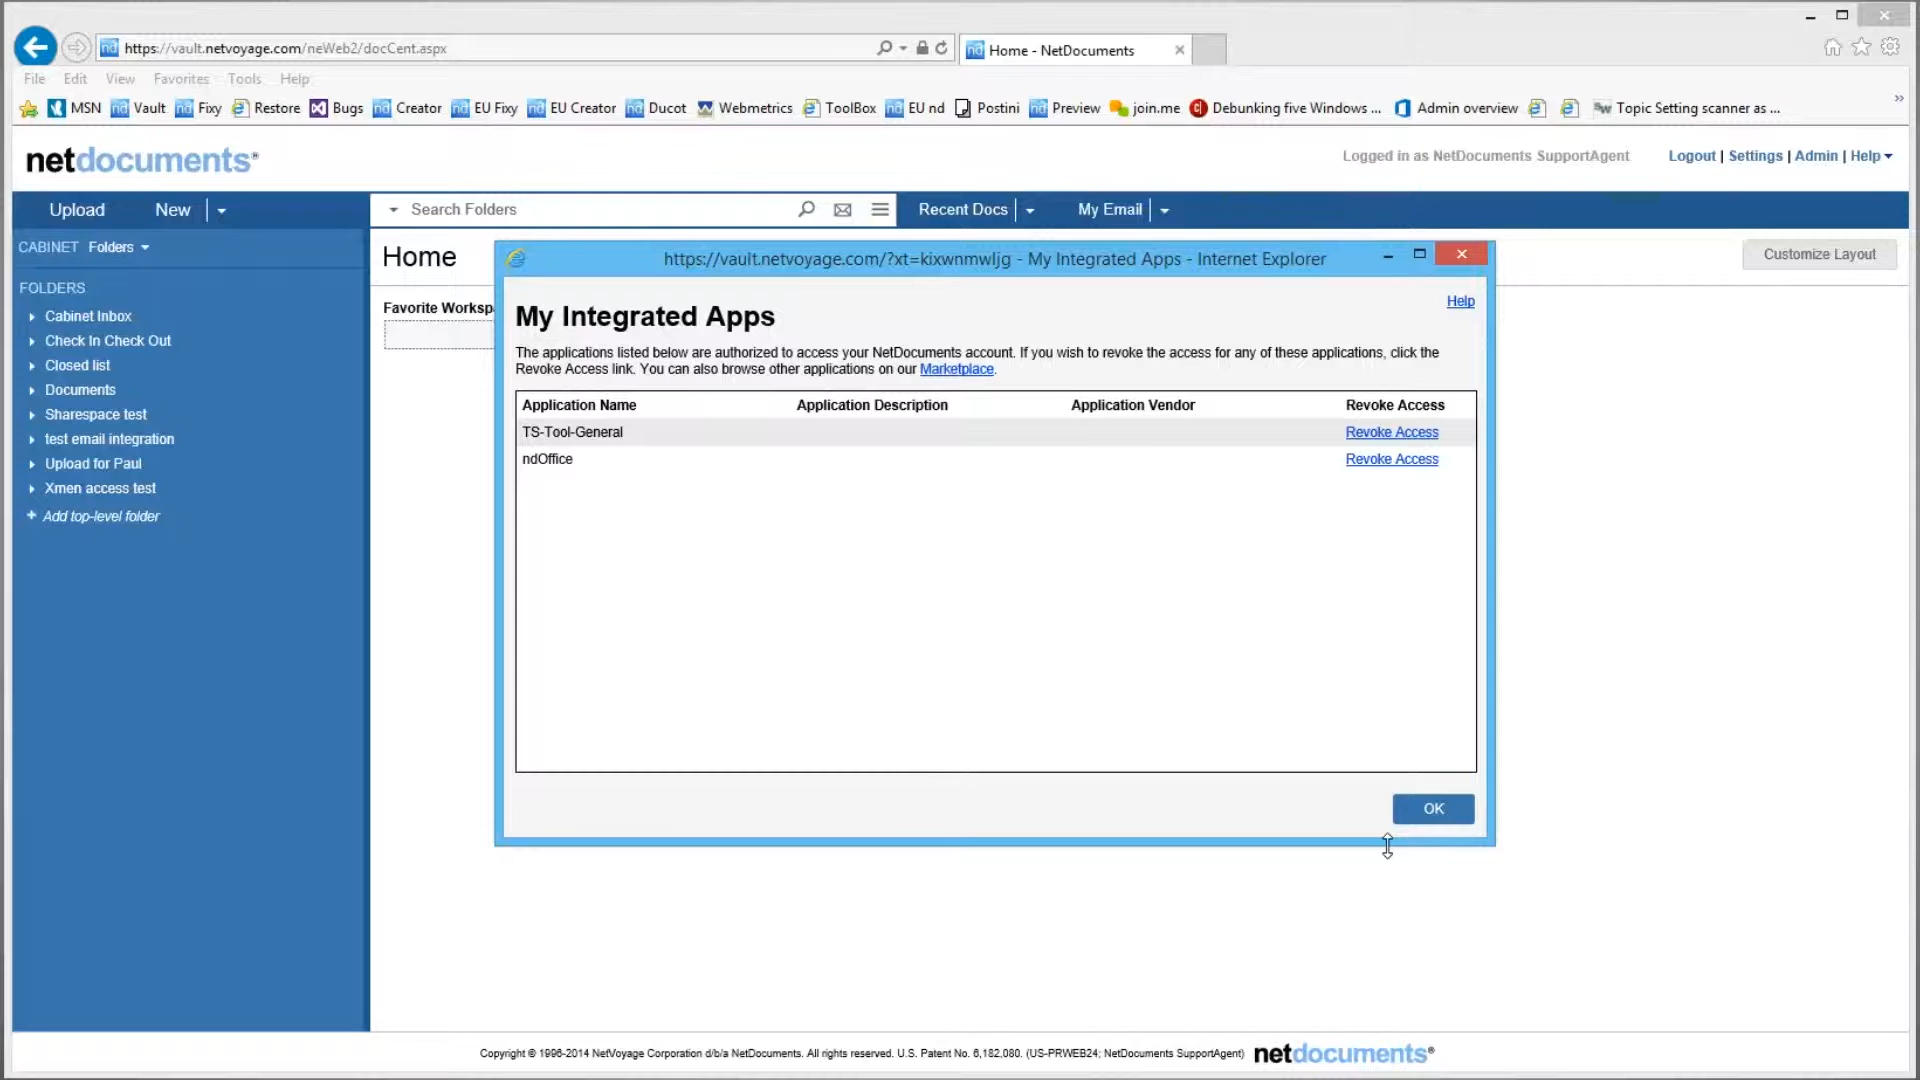 https://vault.netvoyage.com/neWeb2/docCent.aspx
Home - NetDocuments
File Edit View Favorites Tools Help
MSN Vault Fixy Restore Bugs Creator EU Fixy EU Creator Ducot Webmetrics ToolBox EU nd Postini Preview join.me Debunking five Windows ... Admin overview Topic Setting scanner as ...
netdocuments®
Logged in as NetDocuments SupportAgent
Logout | Settings | Admin | Help
Upload New Search Folders Recent Docs My Email
CABINET Folders
FOLDERS
Cabinet Inbox
Check In Check Out
Closed list
Documents
Sharespace test
test email integration
Upload for Paul
Xmen access test
+ Add top-level folder
Home
Customize Layout
Favorite Worksp
https://vault.netvoyage.com/?xt=kixwnmwljg - My Integrated Apps - Internet Explorer
Help
My Integrated Apps
The applications listed below are authorized to access your NetDocuments account. If you wish to revoke the access for any of these applications, click the
Revoke Access link. You can also browse other applications on our Marketplace.
Application Name Application Description Application Vendor Revoke Access
TS-Tool-General Revoke Access
ndOffice Revoke Access
OK
Copyright © 1996-2014 NetVoyage Corporation d/b/a NetDocuments. All rights reserved. U.S. Patent No. 6,182,080. (US-PRWEB24; NetDocuments SupportAgent) netdocuments®